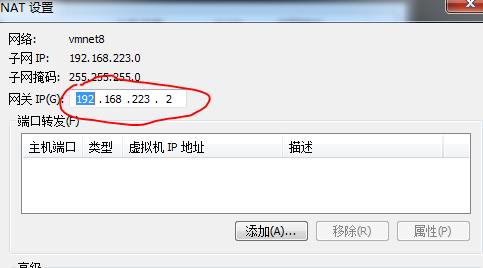 NAT 设置
网络: vmnet8
子网 IP: 192.168.223.0
子网掩码: 255.255.255.0
网关 IP(G): 192 .168 .223 . 2
端口转发(F)
主机端口 类型 虚拟机 IP 地址 描述
添加(A)... 移除(R) 属性(P)
高级